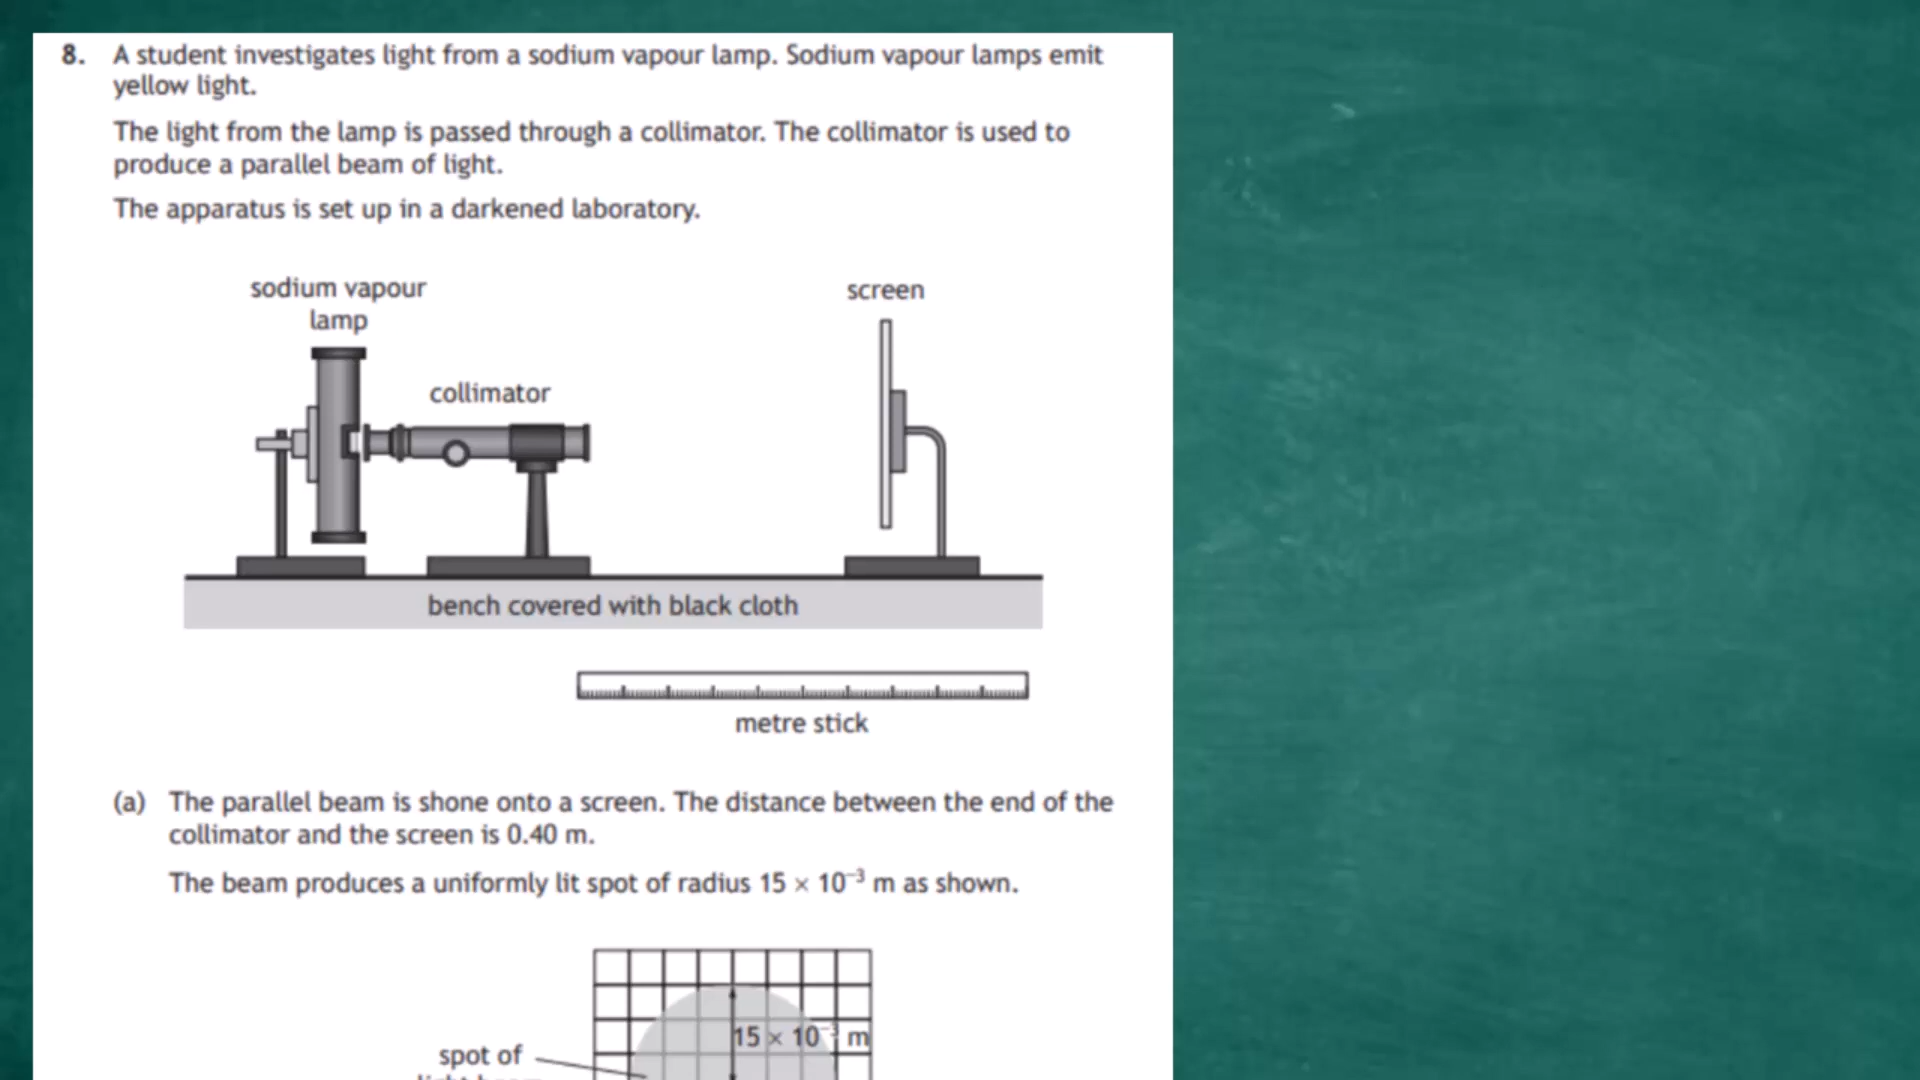 8. A student investigates light from a sodium vapour lamp. Sodium vapour lamps emit
yellow light.
The light from the lamp is passed through a collimator. The collimator is used to
produce a parallel beam of light.
The apparatus is set up in a darkened laboratory.
sodium vapour
lamp
screen
collimator
bench covered with black cloth
metre stick
(a) The parallel beam is shone onto a screen. The distance between the end of the
collimator and the screen is 0.40 m.
The beam produces a uniformly lit spot of radius 15 × 10⁻³ m as shown.
15 × 10⁻³ m
spot of